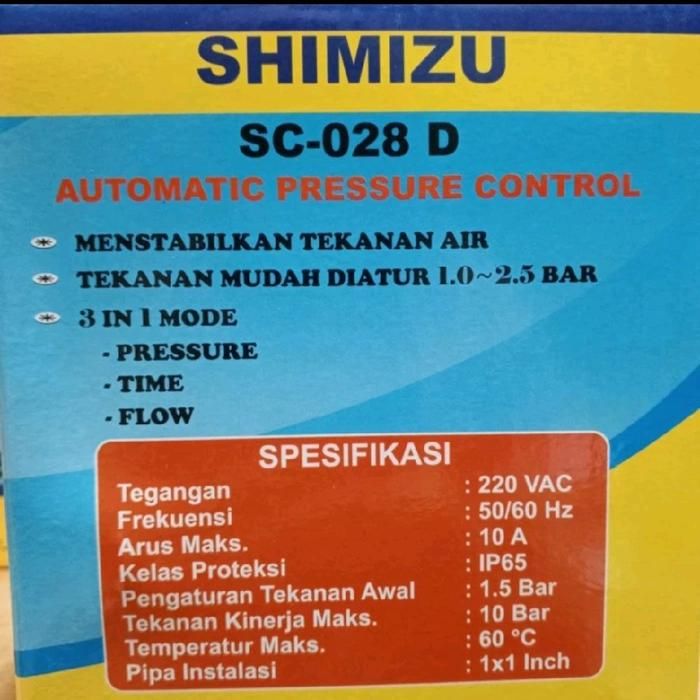 SHIMIZU
SC-028 D
AUTOMATIC PRESSURE CONTROL
MENSTABILKAN TEKANAN AIR
TEKANAN MUDAH DIATUR 1.0~2.5 BAR
3 IN 1 MODE
- PRESSURE
- TIME
- FLOW
SPESIFIKASI
Tegangan : 220 VAC
Frekuensi : 50/60 Hz
Arus Maks. : 10 A
Kelas Proteksi : IP65
Pengaturan Tekanan Awal : 1.5 Bar
Tekanan Kinerja Maks. : 10 Bar
Temperatur Maks. : 60 °C
Pipa Instalasi : 1x1 Inch